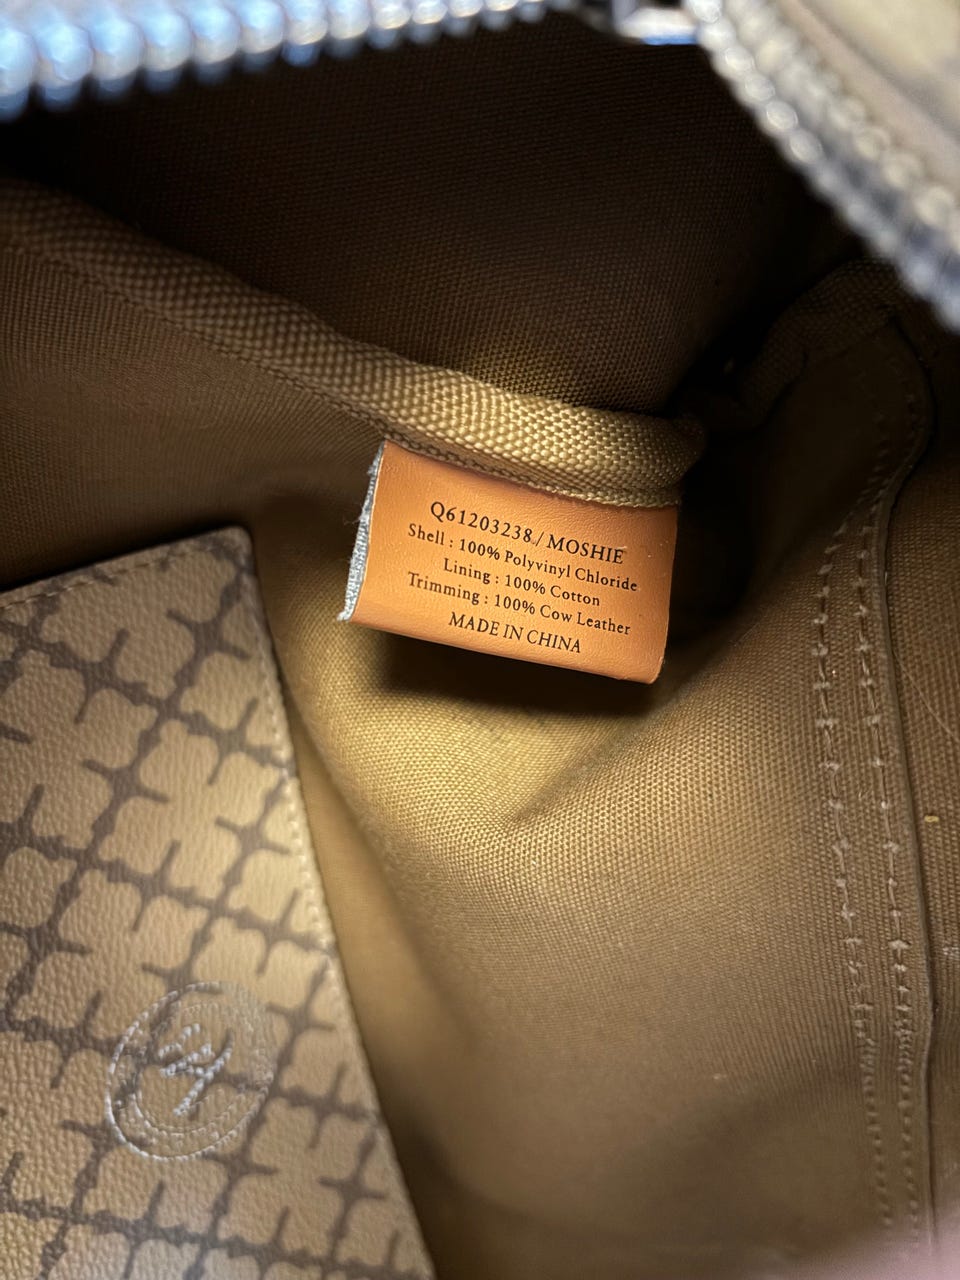 Q61203238./MOSHIE
Shell : 100% Polyvinyl Chloride
Lining : 100% Cotton
Trimming : 100% Cow Leather
MADE IN CHINA